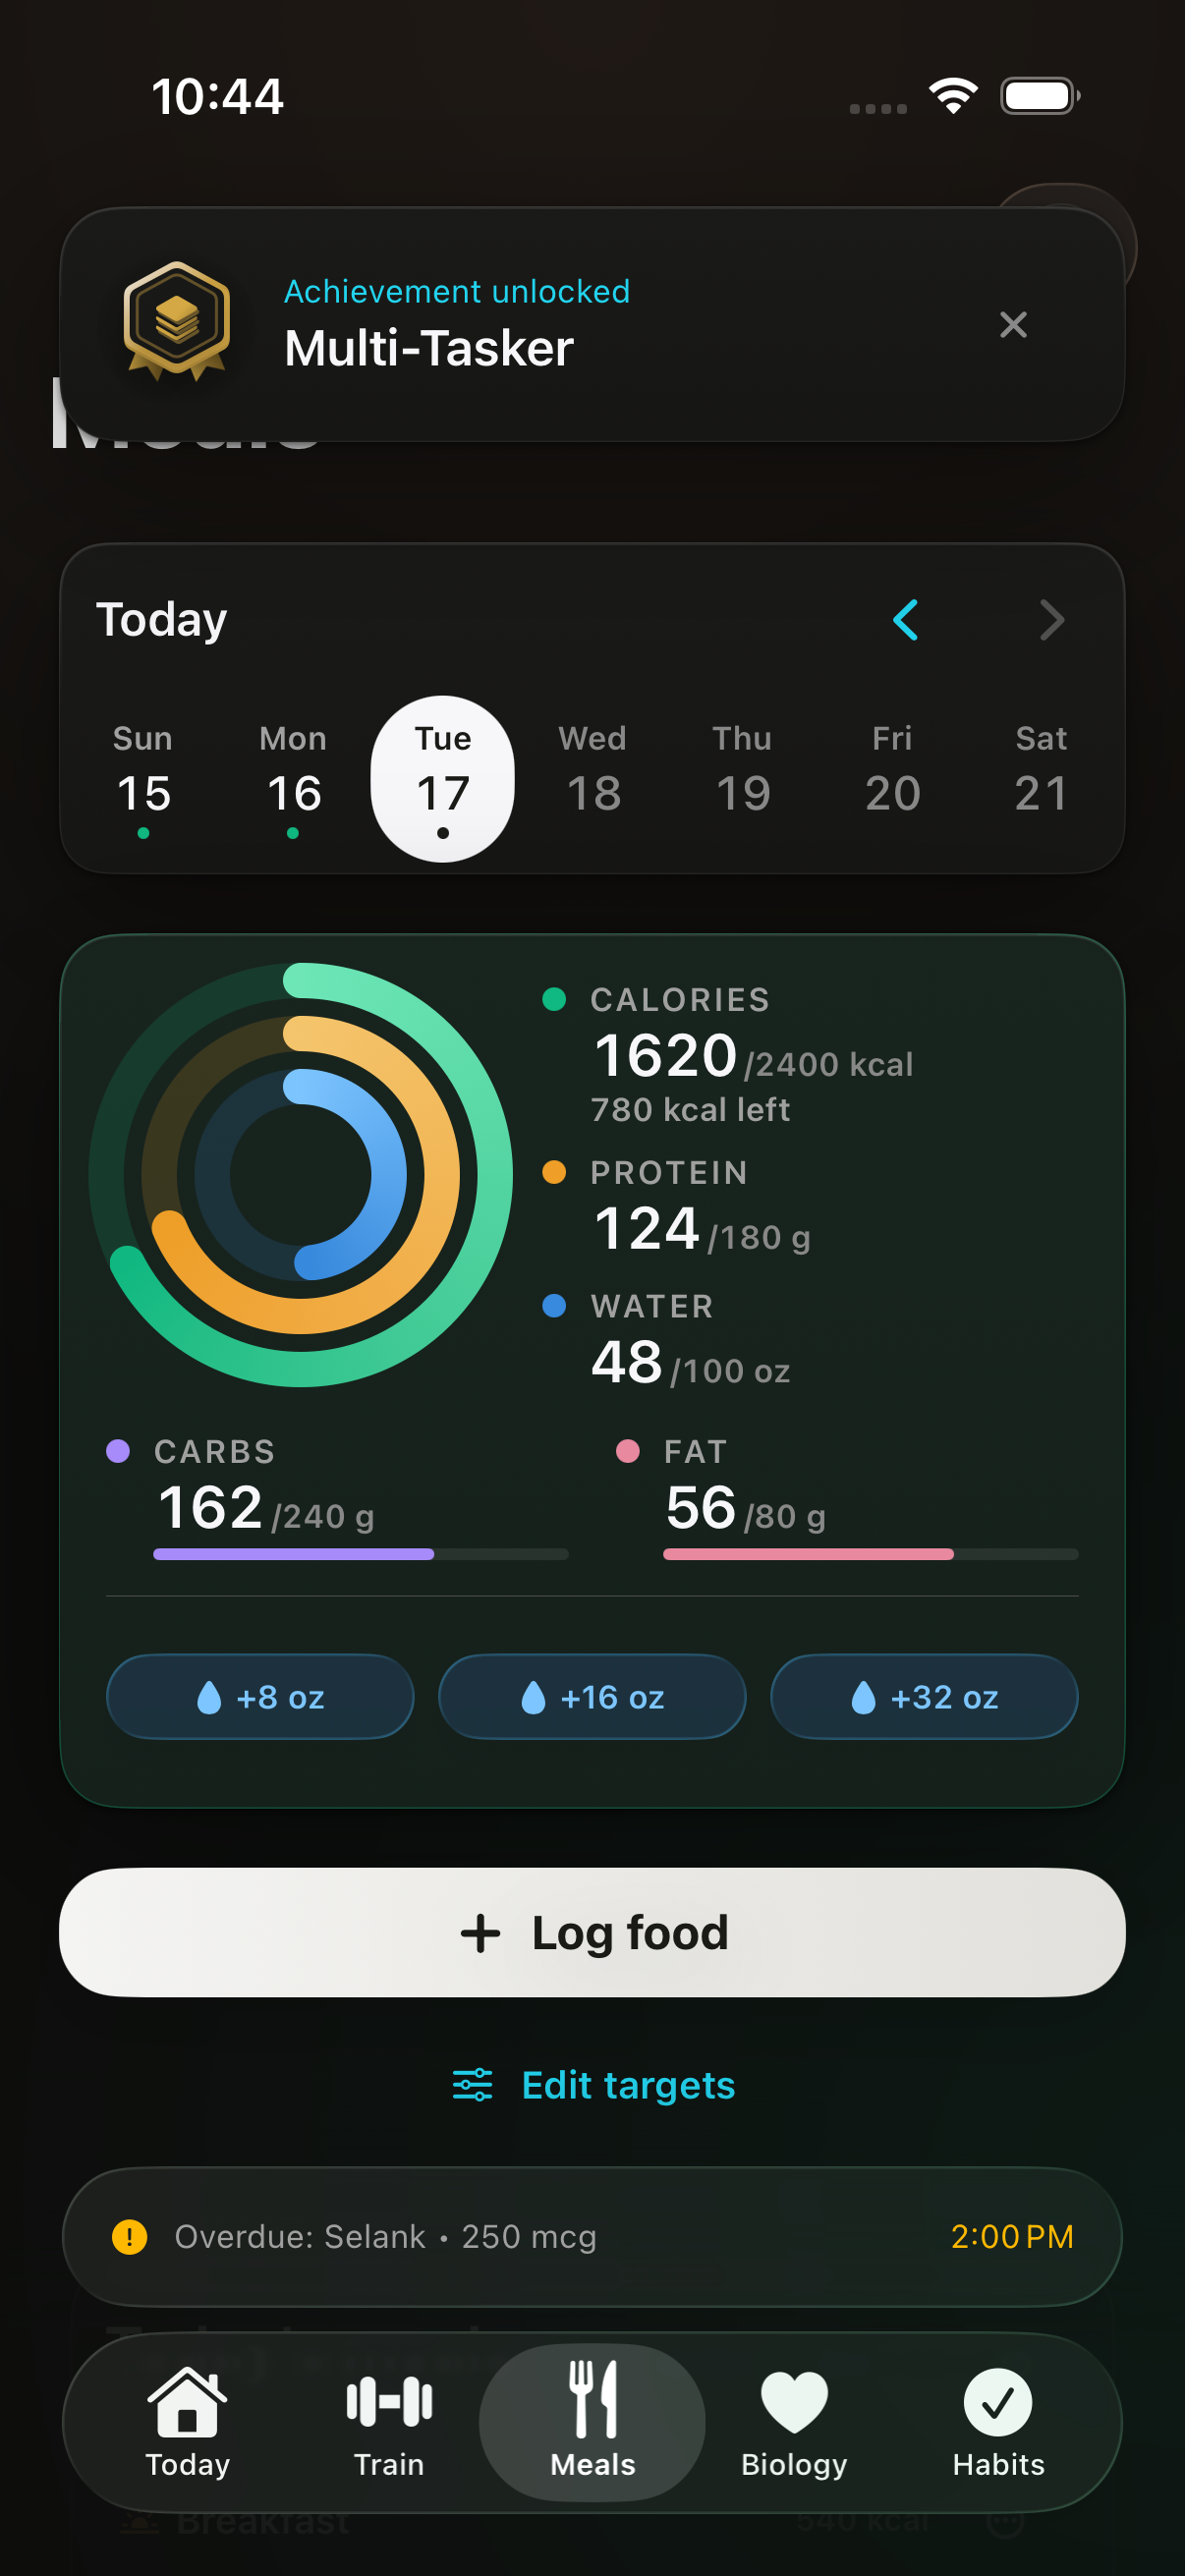 10:44
Achievement unlocked
Multi-Tasker
Today
Sun Mon Tue Wed Thu Fri Sat
15 16 17 18 19 20 21
CALORIES
1620/2400 kcal
780 kcal left
PROTEIN
124/180 g
WATER
48/100 oz
CARBS
162/240 g
FAT
56/80 g
+8 oz
+16 oz
+32 oz
+ Log food
Edit targets
Overdue: Selank • 250 mcg 2:00 PM
Today Train Meals Biology Habits
Breakfast 540 kcal